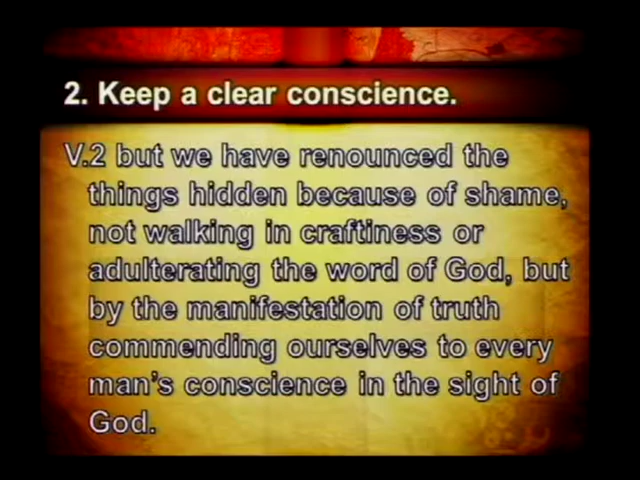 2. Keep a clear conscience.
V.2 but we have renounced the
things hidden because of shame,
not walking in craftiness or
adulterating the word of God, but
by the manifestation of truth
commending ourselves to every
man's conscience in the sight of
God.